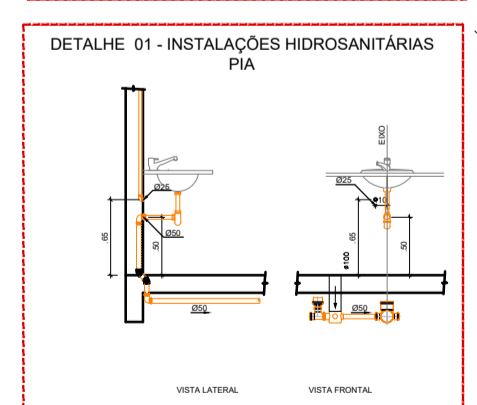 DETALHE 01 - INSTALAÇÕES HIDROSANITÁRIAS
PIA
EIXO
Ø25
Ø50
.65
.50
Ø50
VISTA LATERAL
Ø25
Ø10
.65
.50
Ø100
Ø50
VISTA FRONTAL